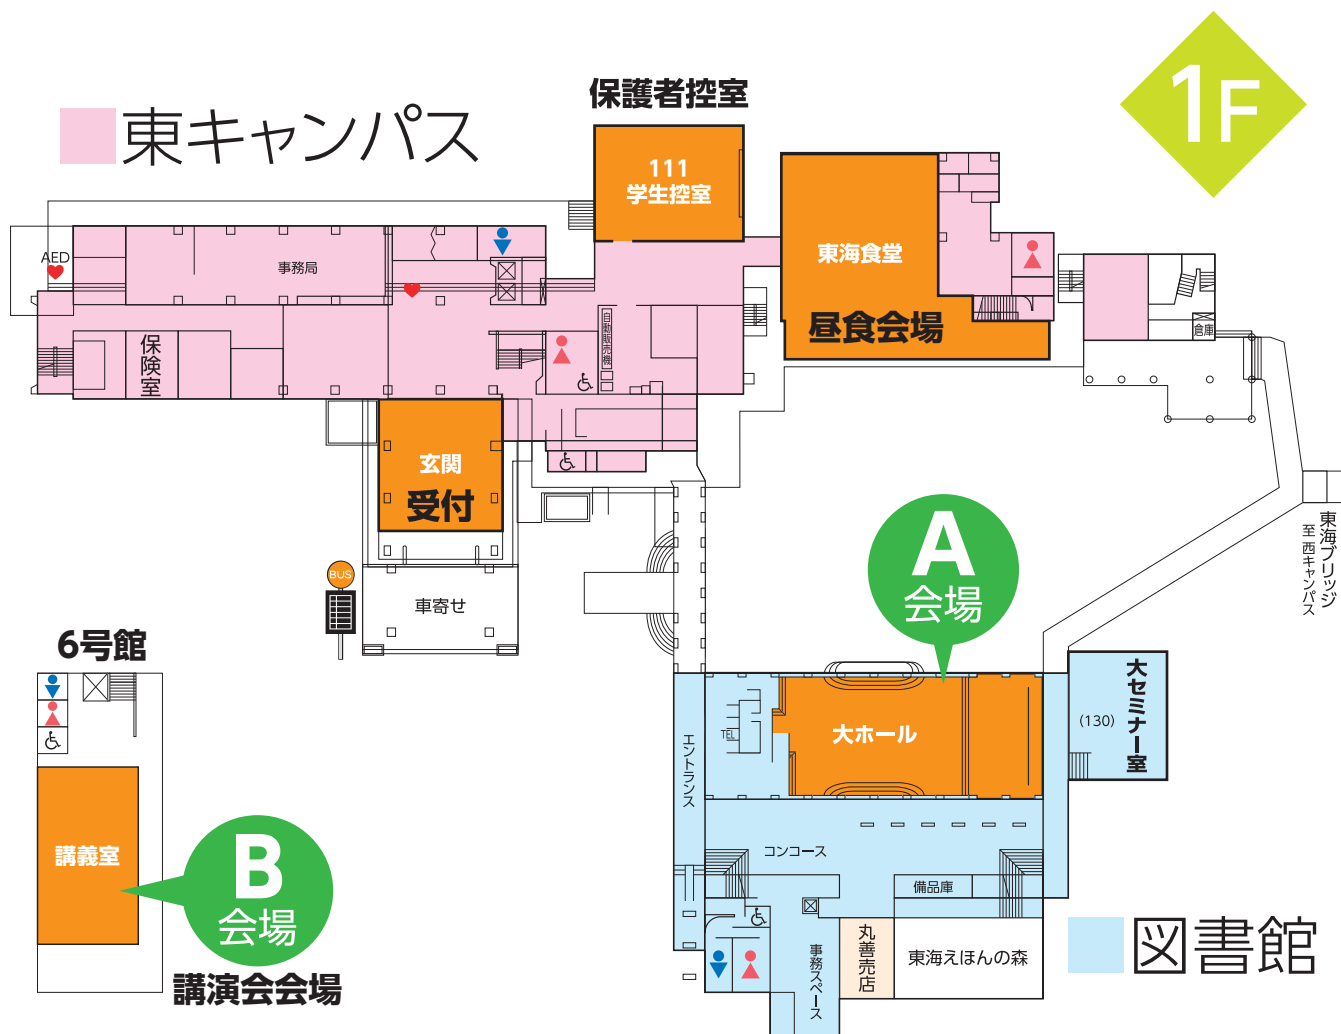 1F
東キャンパス
保護者控室
111
学生控室
AED
事務局
東海食堂
昼食会場
倉庫
自動販売機
保険室
玄関
受付
BUS
車寄せ
東海ブリッジ
至 西キャンパス
A
会場
6号館
大セミナー室
(130)
大ホール
TEL
エントランス
講義室
B
会場
講演会会場
コンコース
備品庫
事務スペース
丸善売店
東海えほんの森
図書館